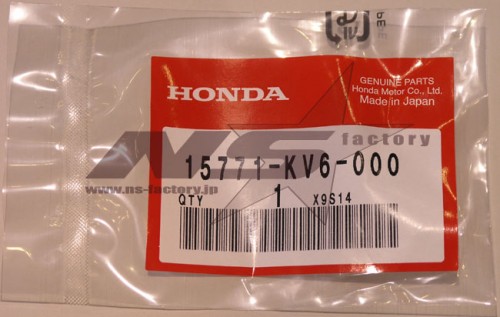 GENUINE PARTS
Honda Motor Co., Ltd.
Made in Japan
HONDA
NS factory
15771-KV6-000
www.ns-factory.jp
QTY 1 X9S14